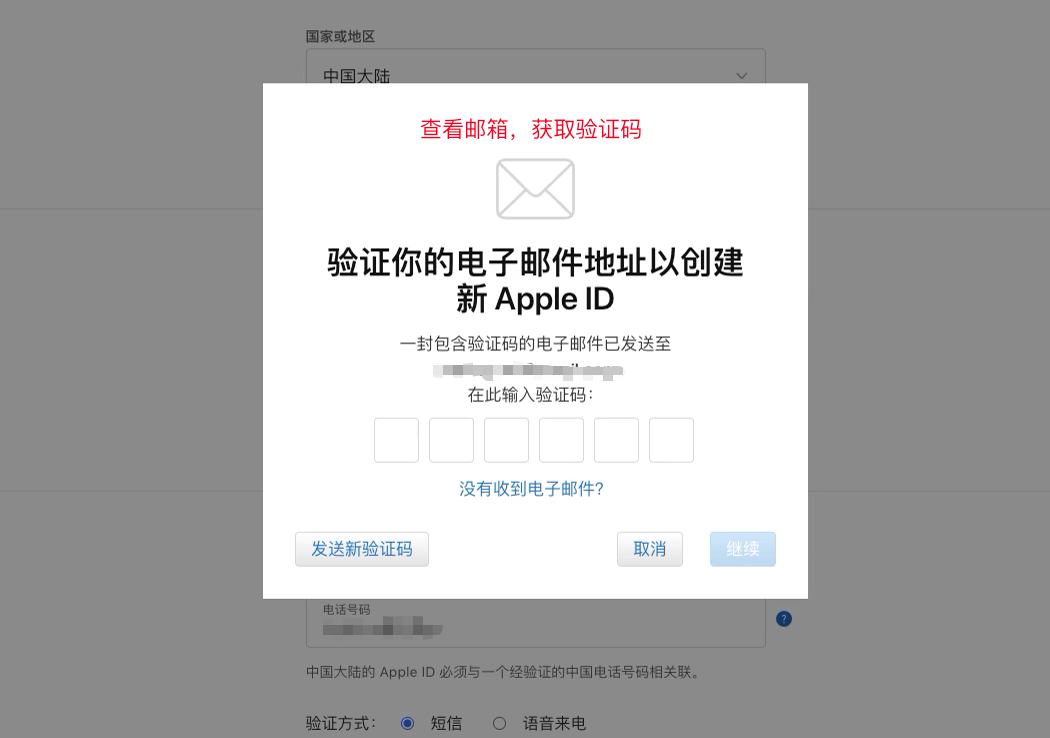 国家或地区
中国大陆
查看邮箱，获取验证码
验证你的电子邮件地址以创建
新 Apple ID
一封包含验证码的电子邮件已发送至
在此输入验证码：
没有收到电子邮件？
发送新验证码
取消
继续
电话号码
?
中国大陆的 Apple ID 必须与一个经验证的中国电话号码相关联。
验证方式：
短信
语音来电